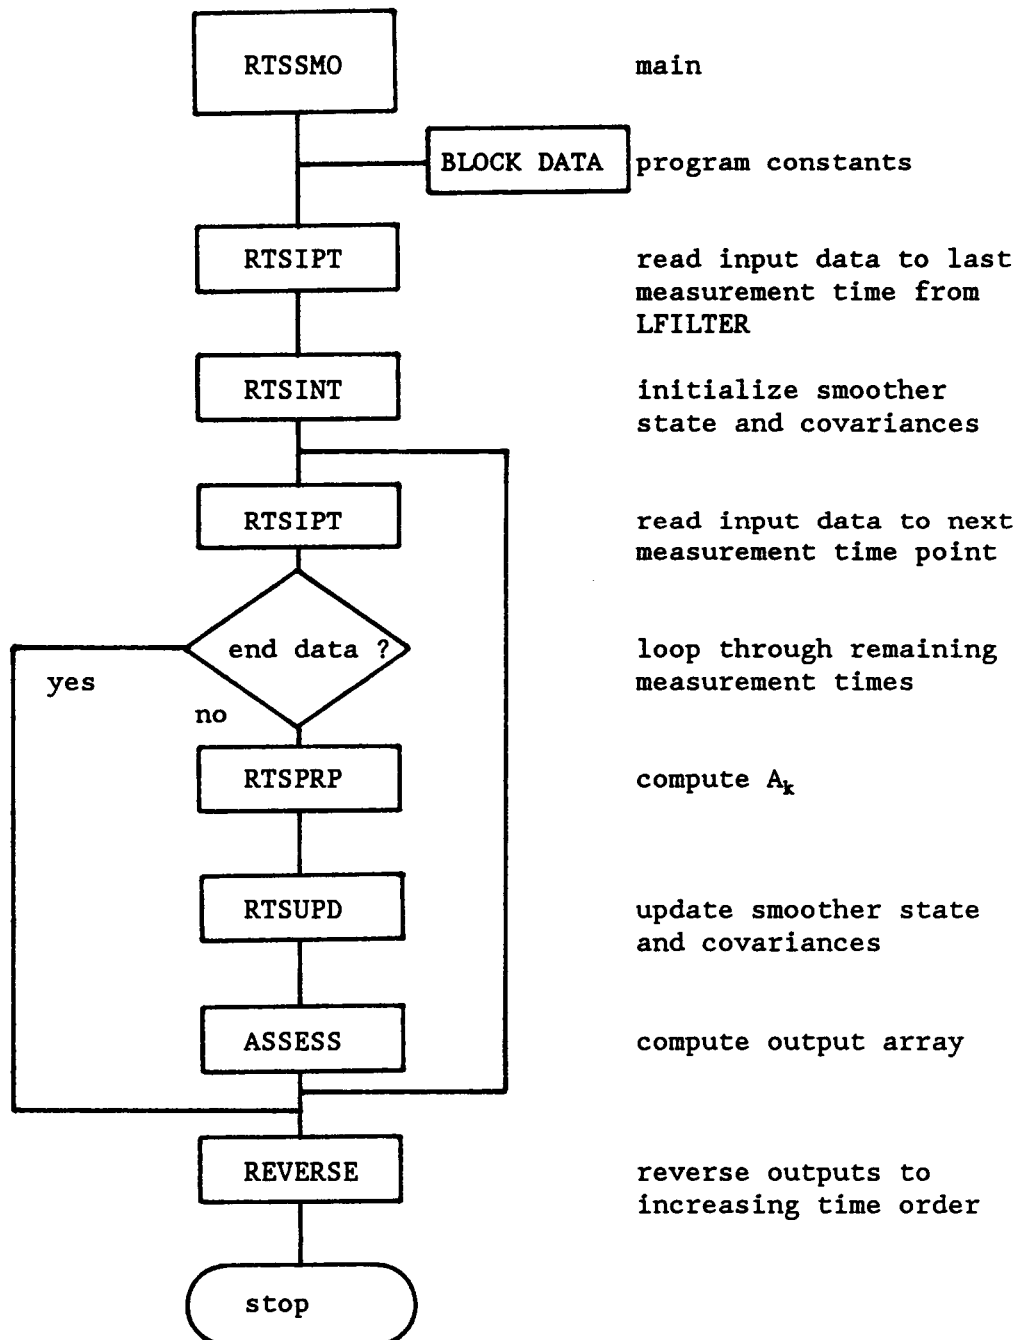 RTSSMO main
BLOCK DATA program constants
RTSIPT read input data to last
measurement time from
LFILTER
RTSINT initialize smoother
state and covariances
RTSIPT read input data to next
measurement time point
end data ? loop through remaining
yes measurement times
no
RTSPRP compute Aₖ
RTSUPD update smoother state
and covariances
ASSESS compute output array
REVERSE reverse outputs to
increasing time order
stop